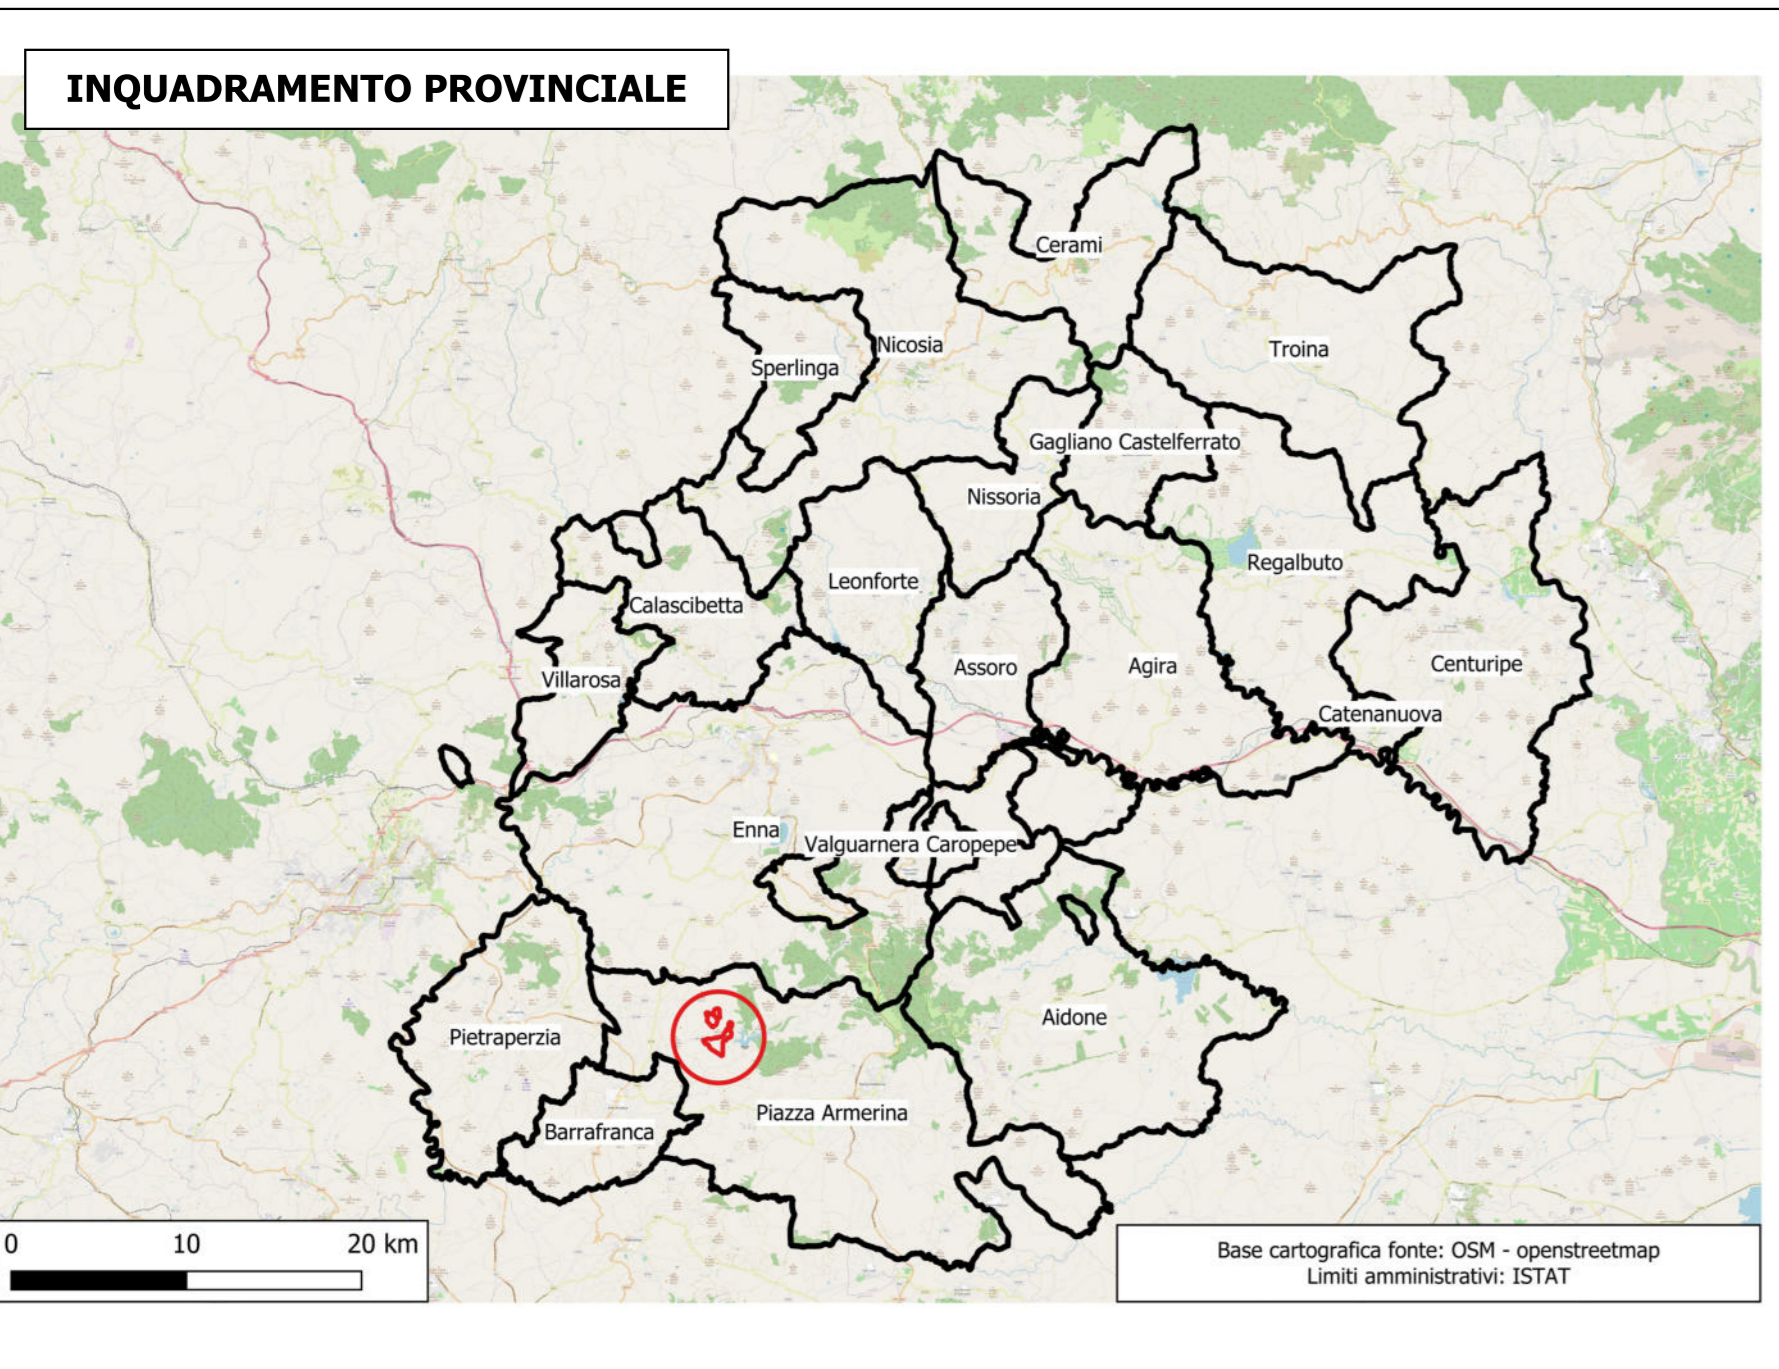 INQUADRAMENTO PROVINCIALE
Cerami
Nicosia
Troina
Sperlinga
Gagliano Castelferrato
Nissoria
Regalbuto
Leonforte
Calascibetta
Assoro
Agira
Centuripe
Villarosa
Catenanuova
Enna
Valguarnera Caropepe
Aidone
Pietraperzia
Piazza Armerina
Barrafranca
0 10 20 km
Base cartografica fonte: OSM - openstreetmap
Limiti amministrativi: ISTAT